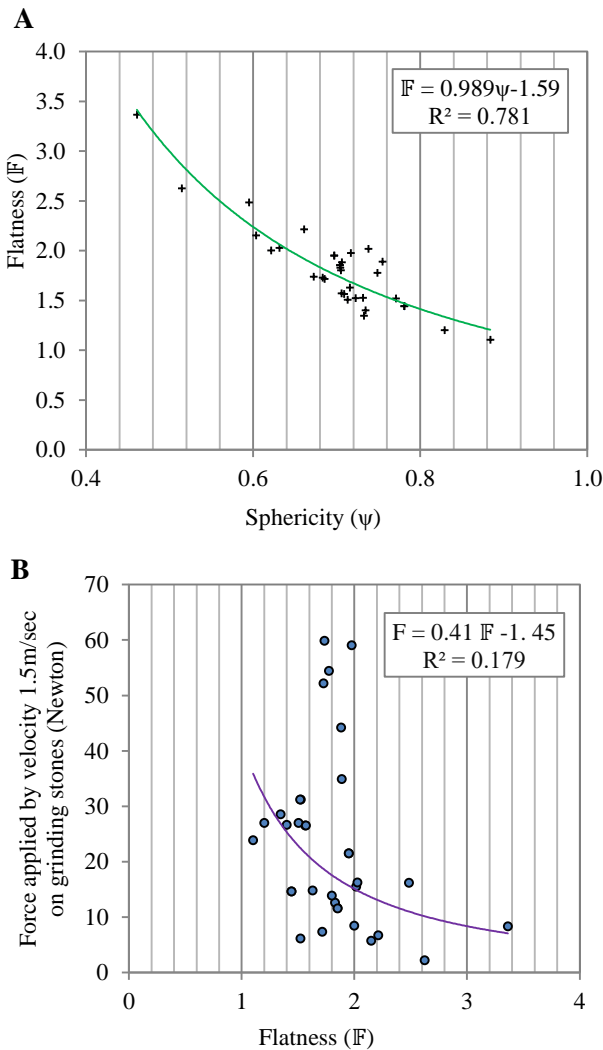 A
4.0
3.5
3.0
2.5
2.0
1.5
1.0
0.5
0.0
Flatness (𝔽)
𝔽 = 0.989ψ-1.59
R² = 0.781
0.4 0.6 0.8 1.0
Sphericity (ψ)
B
70
60
50
40
30
20
10
0
Force applied by velocity 1.5m/sec
on grinding stones (Newton)
F = 0.41 𝔽 -1. 45
R² = 0.179
0 1 2 3 4
Flatness (𝔽)